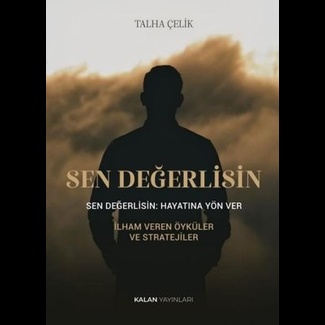 TALHA ÇELİK
SEN DEĞERLİSİN
SEN DEĞERLİSİN: HAYATINA YÖN VER
İLHAM VEREN ÖYKÜLER
VE STRATEJİLER
KALAN YAYINLARI